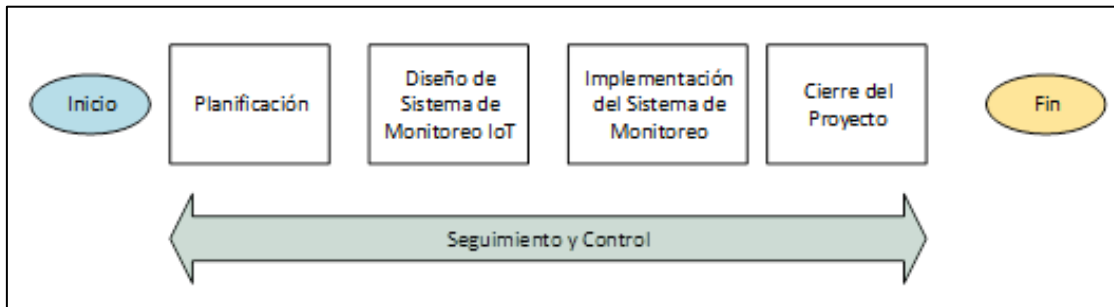 Inicio
Planificación
Diseño de
Sistema de
Monitoreo IoT
Implementación
del Sistema de
Monitoreo
Cierre del
Proyecto
Fin
Seguimiento y Control